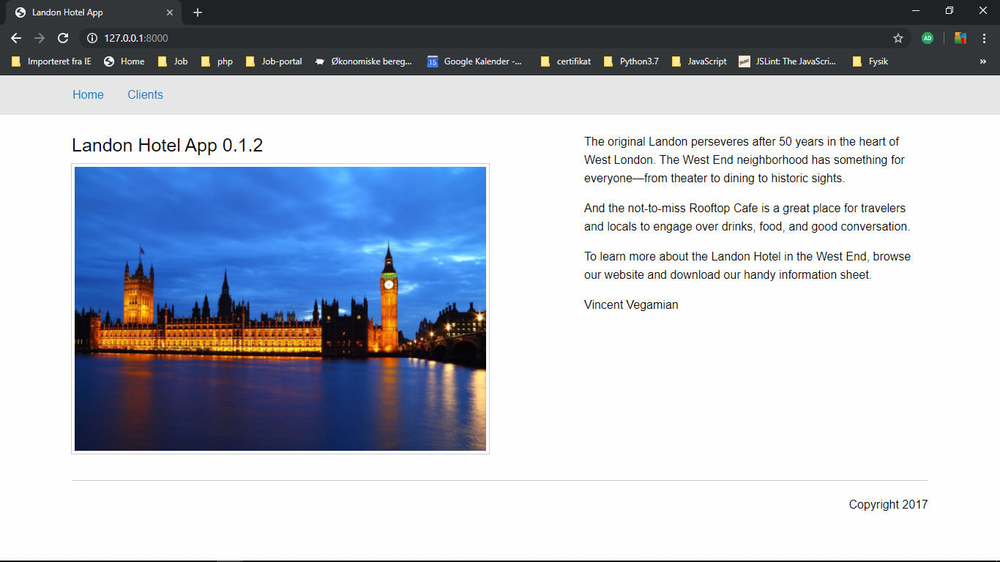 Landon Hotel App
127.0.0.1:8000
AD
Importeret fra IE Home Job php Job-portal Økonomiske bereg... 15 Google Kalender -... certifikat Python3.7 JavaScript JSLINT JSLint: The JavaScri... Fysik »
Home Clients
Landon Hotel App 0.1.2
The original Landon perseveres after 50 years in the heart of
West London. The West End neighborhood has something for
everyone—from theater to dining to historic sights.
And the not-to-miss Rooftop Cafe is a great place for travelers
and locals to engage over drinks, food, and good conversation.
To learn more about the Landon Hotel in the West End, browse
our website and download our handy information sheet.
Vincent Vegamian
Copyright 2017